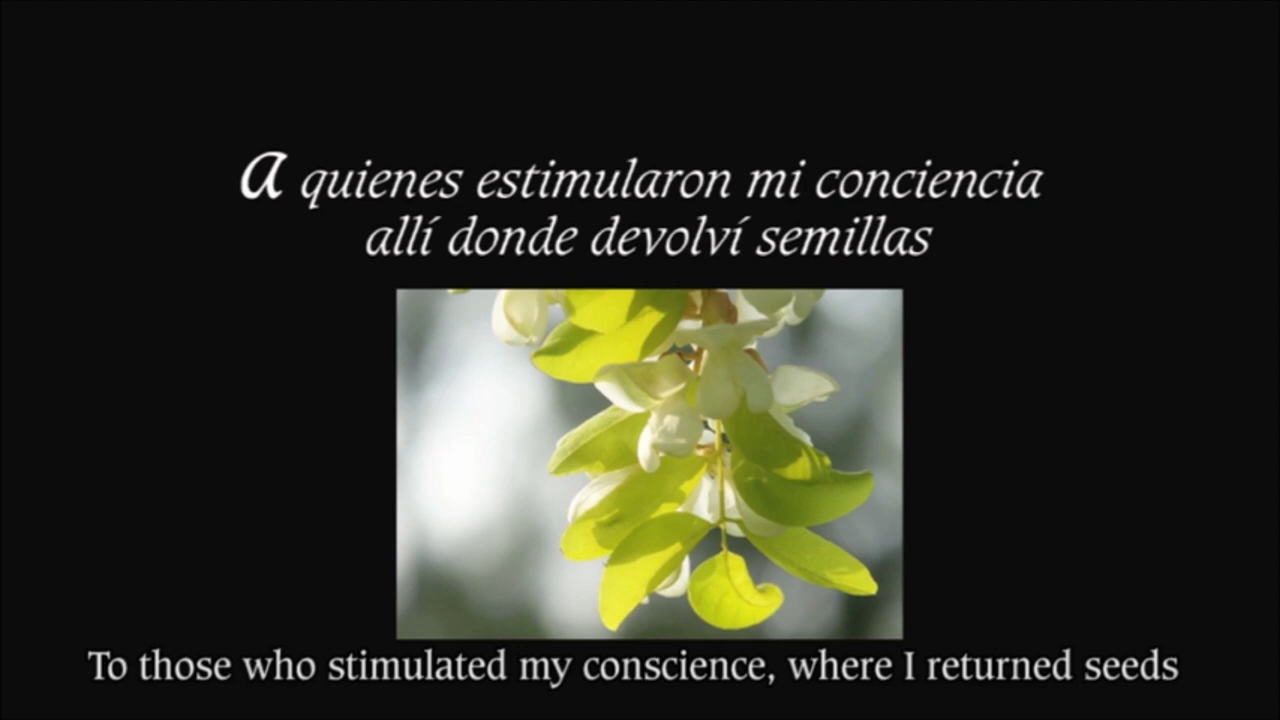 a quienes estimularon mi conciencia
allí donde devolví semillas
To those who stimulated my conscience, where I returned seeds